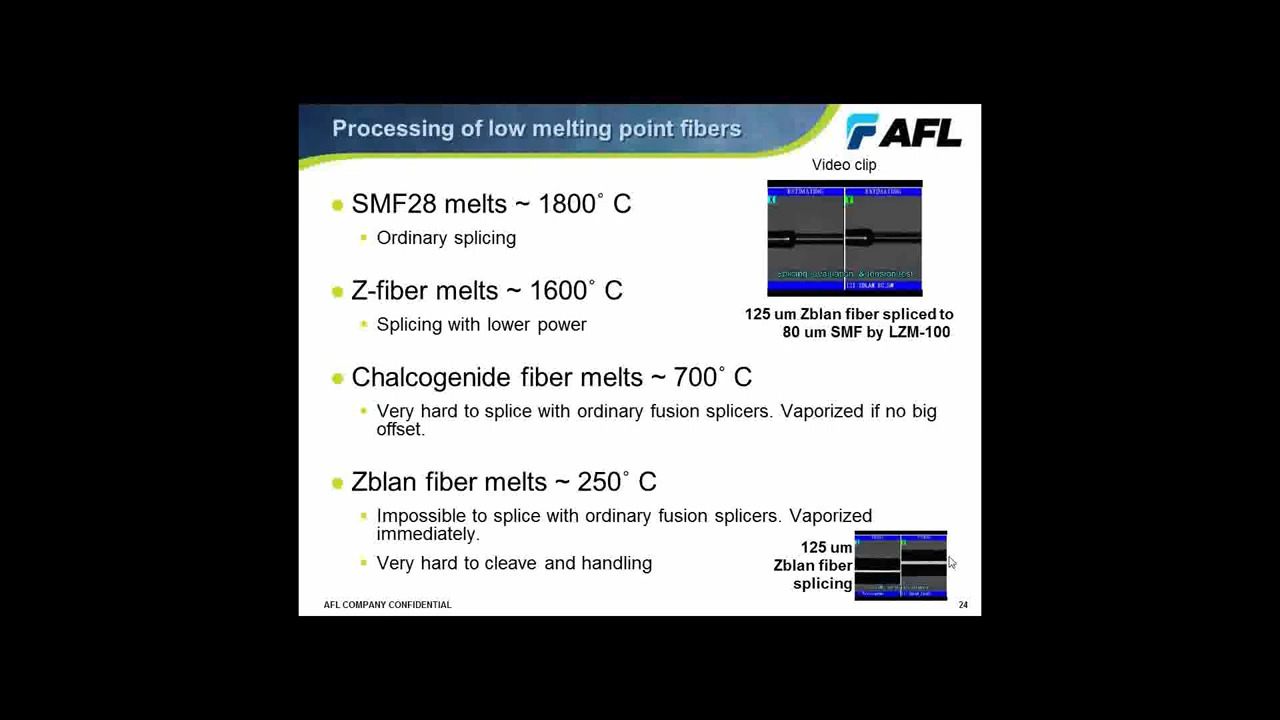 Processing of low melting point fibers
AFL
Video clip
SMF28 melts ~ 1800˚ C
Ordinary splicing
ESTIMATING ESTIMATING
X Y
Z-fiber melts ~ 1600˚ C
Splicing with lower power
125 um Zblan fiber spliced to
80 um SMF by LZM-100
Chalcogenide fiber melts ~ 700˚ C
Very hard to splice with ordinary fusion splicers. Vaporized if no big
offset.
Zblan fiber melts ~ 250˚ C
Impossible to splice with ordinary fusion splicers. Vaporized
immediately.
Very hard to cleave and handling
125 um
Zblan fiber
splicing
AFL COMPANY CONFIDENTIAL
24